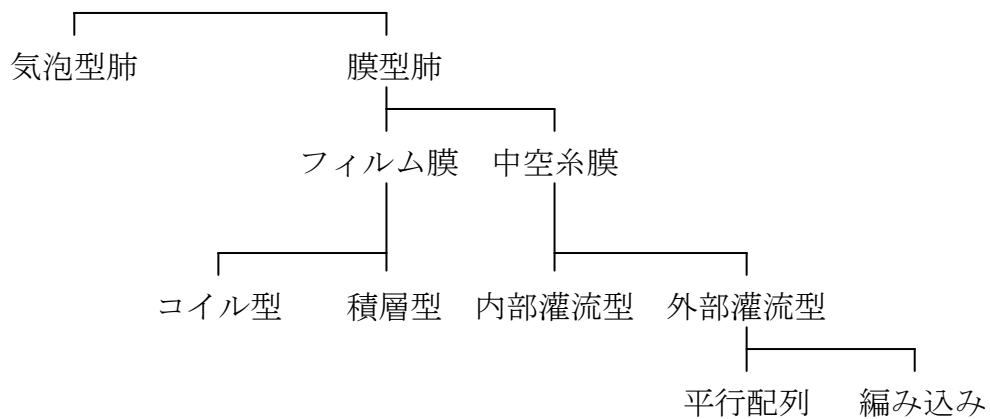 気泡型肺 膜型肺
フィルム膜 中空糸膜
コイル型 積層型 内部灌流型 外部灌流型
平行配列 編み込み